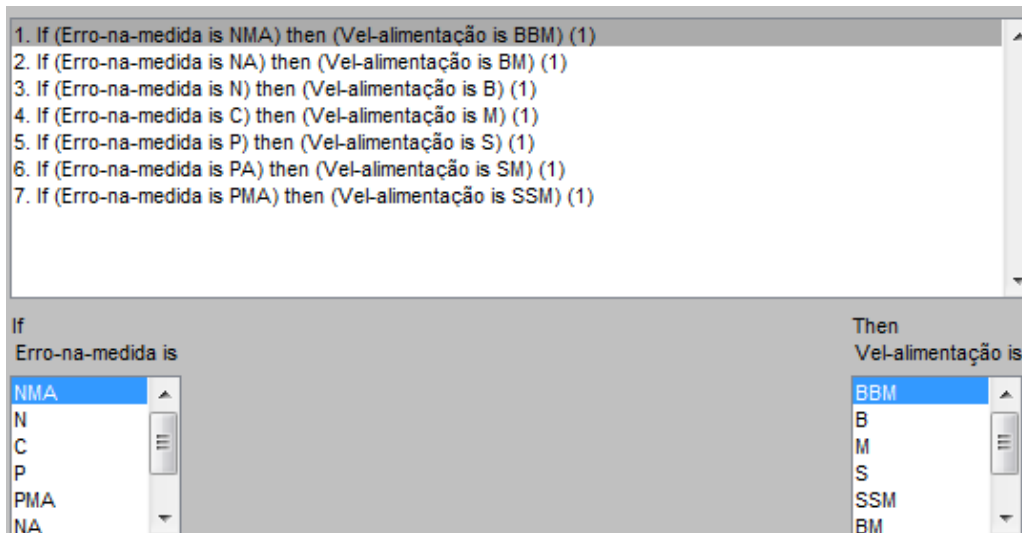 1. If (Erro-na-medida is NMA) then (Vel-alimentação is BBM) (1)
2. If (Erro-na-medida is NA) then (Vel-alimentação is BM) (1)
3. If (Erro-na-medida is N) then (Vel-alimentação is B) (1)
4. If (Erro-na-medida is C) then (Vel-alimentação is M) (1)
5. If (Erro-na-medida is P) then (Vel-alimentação is S) (1)
6. If (Erro-na-medida is PA) then (Vel-alimentação is SM) (1)
7. If (Erro-na-medida is PMA) then (Vel-alimentação is SSM) (1)
If
Erro-na-medida is
NMA
N
C
P
PMA
NA
Then
Vel-alimentação is
BBM
B
M
S
SSM
BM